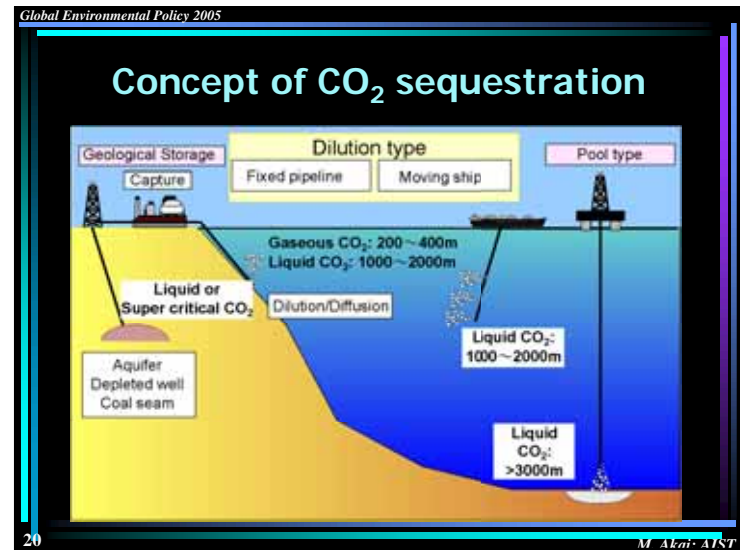 Global Environmental Policy 2005
Concept of CO₂ sequestration
Geological Storage
Capture
Dilution type
Fixed pipeline
Moving ship
Pool type
Gaseous CO₂: 200～400m
Liquid CO₂: 1000～2000m
Liquid or
Super critical CO₂
Dilution/Diffusion
Aquifer
Depleted well
Coal seam
Liquid CO₂:
1000～2000m
Liquid
CO₂:
>3000m
20
M. Akai; AIST